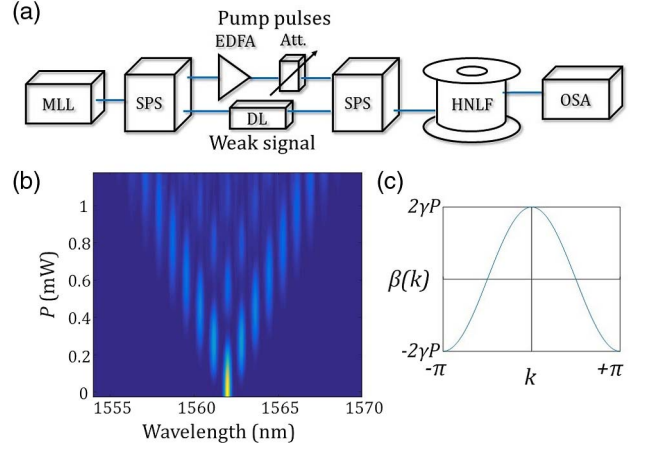 (a)
Pump pulses
EDFA
Att.
MLL
SPS
DL
SPS
HNLF
OSA
Weak signal
(b)
1
0.8
0.6
0.4
0.2
0
P (mW)
1555
1560
1565
1570
Wavelength (nm)
(c)
2γP
β(k)
-2γP
-π
k
+π